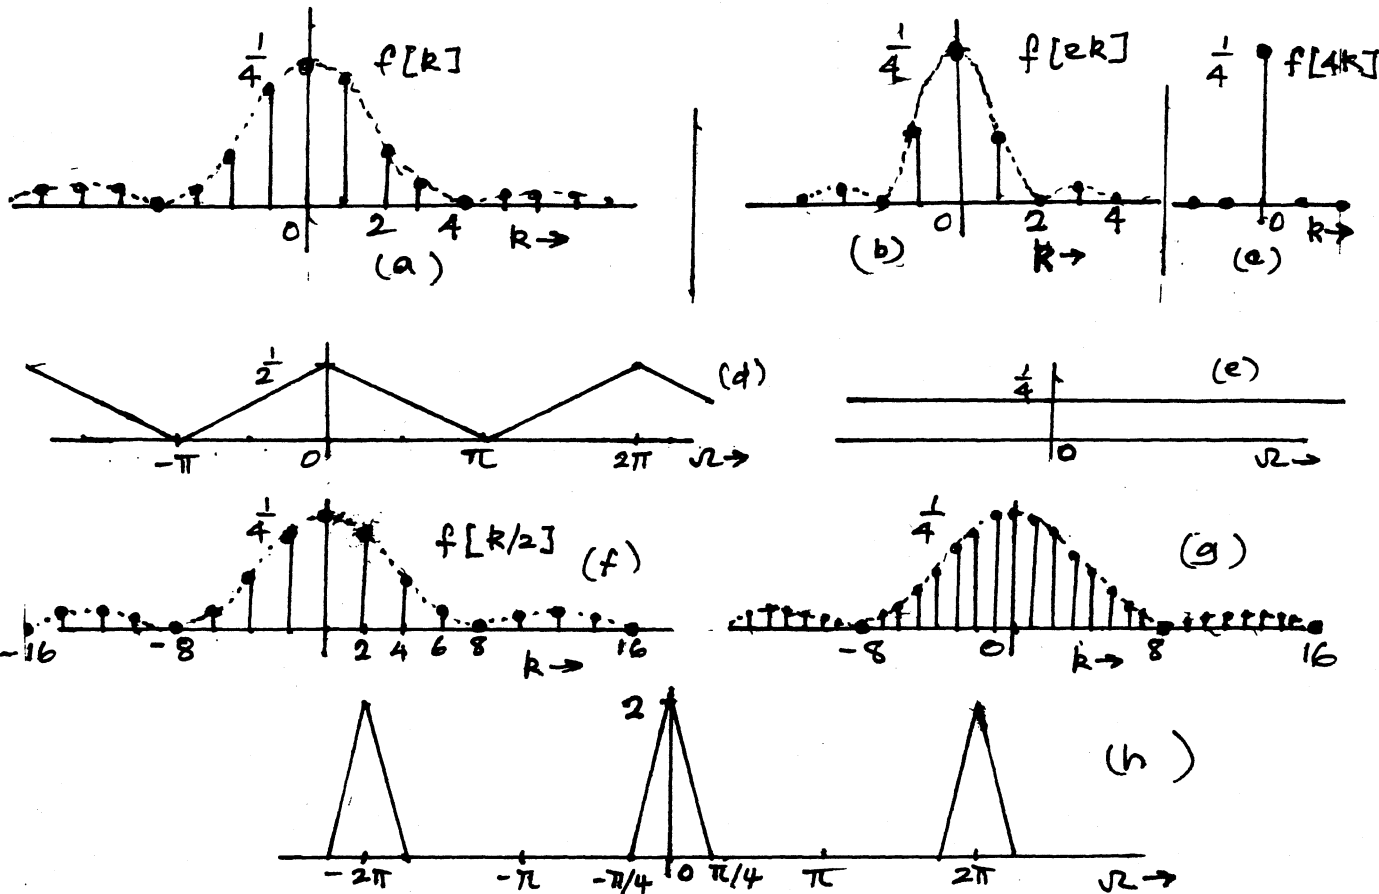 1/4 f[k]
0 2 4 k→
(a)
1/4 f[2k]
0 2 4
(b) k→
1/4 f[4k]
0 k→
(c)
1/2 (d)
-π 0 π 2π Ω→
1/4 (e)
0 Ω→
1/4 f[k/2] (f)
-16 -8 2 4 6 8 16
k→
1/4 (g)
-8 0 k→ 8 16
2 (h)
-2π -π -π/4 0 π/4 π 2π Ω→